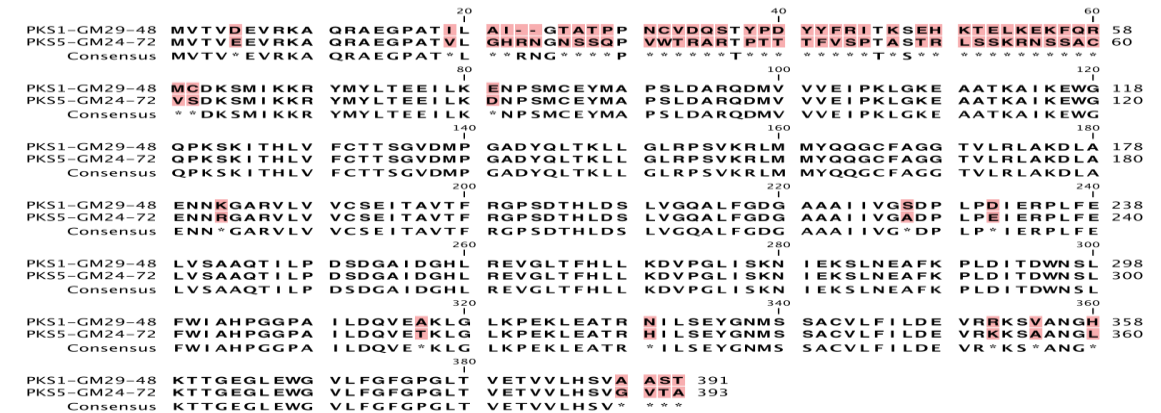 20 40 60
PKS1-GM29-48 MVTVDEVRKA QRAEGPATIL AI--GTATPP NCVDQSTYPD YYFRITKSEH KTELKEKFQR 58
PKS5-GM24-72 MVTVEEVRKA QRAEGPATVL GHRNGNSSQP VWTRARTPTT TFVSPTASTR LSSKRNSSAC 60
Consensus MVTV*EVRKA QRAEGPAT*L **RNG****P ******T*** *****T*S** **********
80 100 120
PKS1-GM29-48 MCDKSMIKKR YMYLTEEILK ENPSMCEYMA PSLDARQDMV VVEIPKLGKE AATKAIKEWG 118
PKS5-GM24-72 VSDKSMIKKR YMYLTEEILK DNPSMCEYMA PSLDARQDMV VVEIPKLGKE AATKAIKEWG 120
Consensus **DKSMIKKR YMYLTEEILK *NPSMCEYMA PSLDARQDMV VVEIPKLGKE AATKAIKEWG
140 160 180
PKS1-GM29-48 QPKSKITHLV FCTTSGVDMP GADYQLTKLL GLRPSVKRLM MYQQGCFAGG TVLRLAKDLA 178
PKS5-GM24-72 QPKSKITHLV FCTTSGVDMP GADYQLTKLL GLRPSVKRLM MYQQGCFAGG TVLRLAKDLA 180
Consensus QPKSKITHLV FCTTSGVDMP GADYQLTKLL GLRPSVKRLM MYQQGCFAGG TVLRLAKDLA
200 220 240
PKS1-GM29-48 ENNKGARVLV VCSEITAVTF RGPSDTHLDS LVGQALFGDG AAAIIVGSDP LPDIERPLFE 238
PKS5-GM24-72 ENNRGARVLV VCSEITAVTF RGPSDTHLDS LVGQALFGDG AAAIIVGADP LPEIERPLFE 240
Consensus ENN*GARVLV VCSEITAVTF RGPSDTHLDS LVGQALFGDG AAAIIVG*DP LP*IERPLFE
260 280 300
PKS1-GM29-48 LVSAAQTILP DSDGAIDGHL REVGLTFHLL KDVPGLISKN IEKSLNEAFK PLDITDWNSL 298
PKS5-GM24-72 LVSAAQTILP DSDGAIDGHL REVGLTFHLL KDVPGLISKN IEKSLNEAFK PLDITDWNSL 300
Consensus LVSAAQTILP DSDGAIDGHL REVGLTFHLL KDVPGLISKN IEKSLNEAFK PLDITDWNSL
320 340 360
PKS1-GM29-48 FWIAHPGGPA ILDQVEAKLG LKPEKLEATR NILSEYGNMS SACVLFILDE VRRKSVANGH 358
PKS5-GM24-72 FWIAHPGGPA ILDQVETKLG LKPEKLEATR HILSEYGNMS SACVLFILDE VRKKSAANGL 360
Consensus FWIAHPGGPA ILDQVE*KLG LKPEKLEATR *ILSEYGNMS SACVLFILDE VR*KS*ANG*
380
PKS1-GM29-48 KTTGEGLEWG VLFGFGPGLT VETVVLHSVA AST 391
PKS5-GM24-72 KTTGEGLEWG VLFGFGPGLT VETVVLHSVG VTA 393
Consensus KTTGEGLEWG VLFGFGPGLT VETVVLHSV* ***